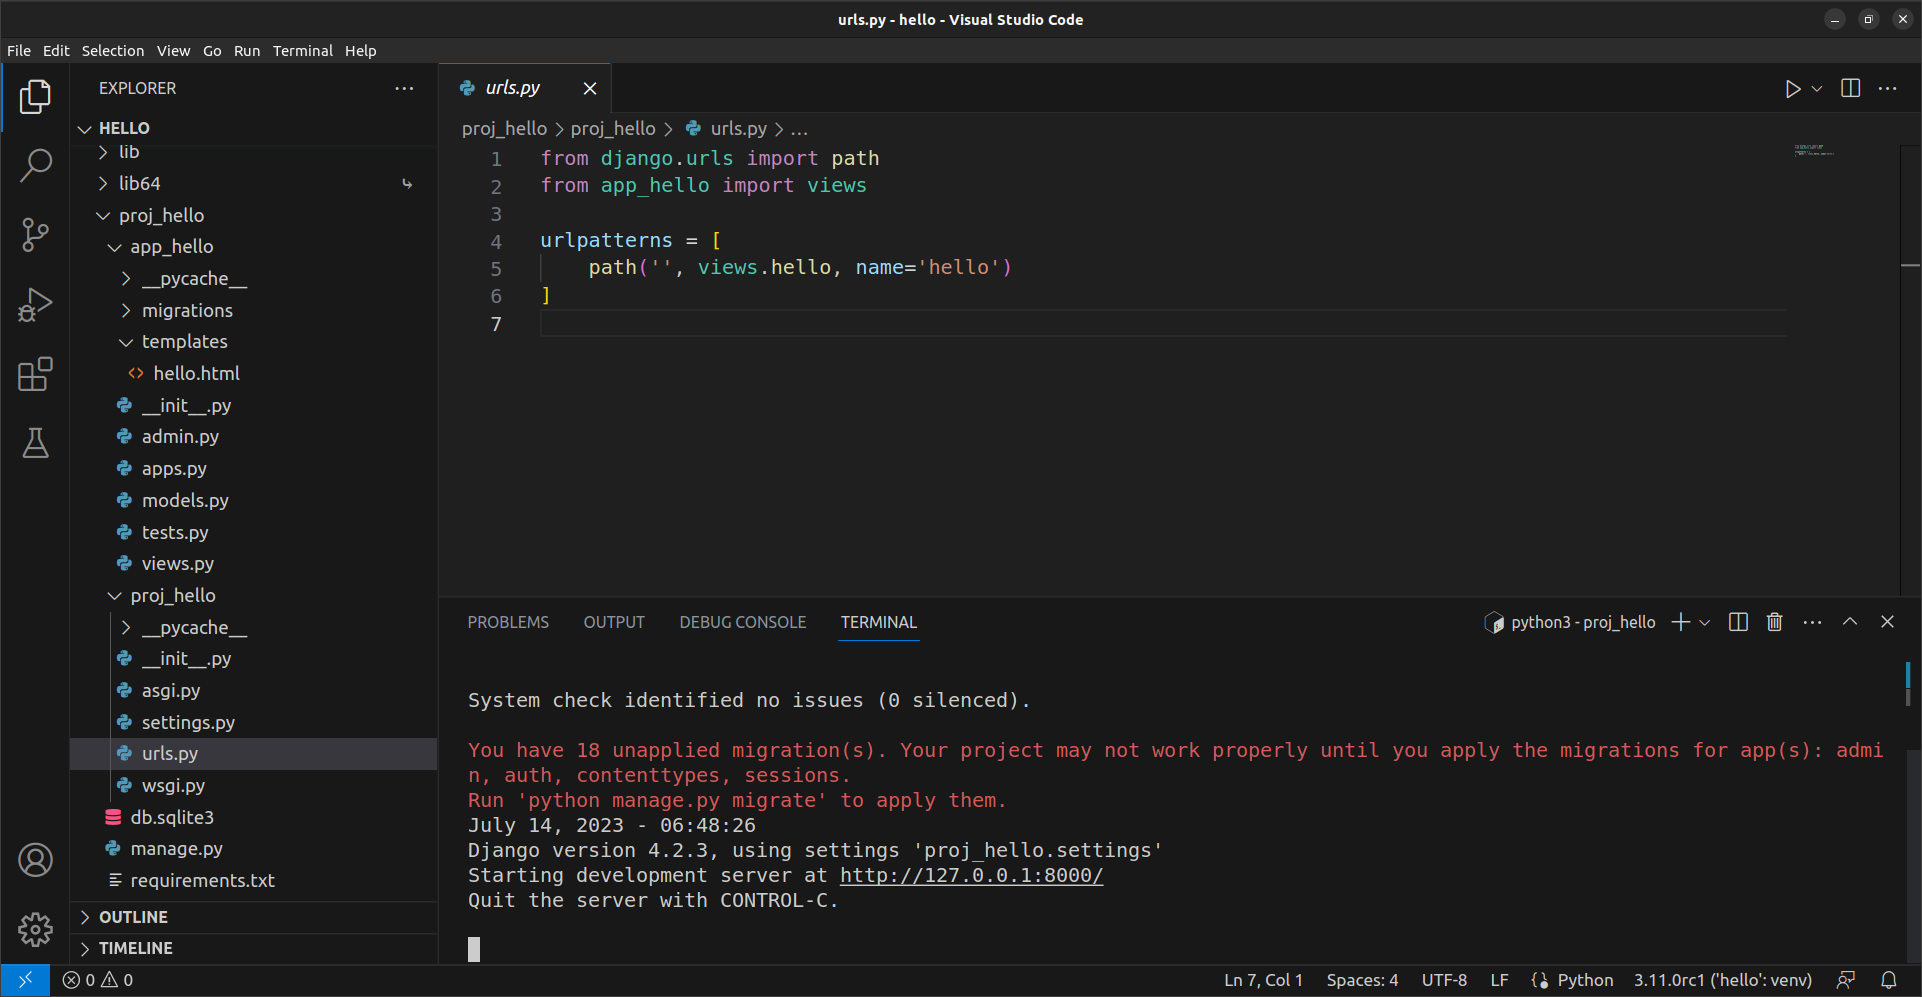 urls.py - hello - Visual Studio Code
File Edit Selection View Go Run Terminal Help
EXPLORER
HELLO
lib
lib64
proj_hello
app_hello
__pycache__
migrations
templates
hello.html
__init__.py
admin.py
apps.py
models.py
tests.py
views.py
proj_hello
__pycache__
__init__.py
asgi.py
settings.py
urls.py
wsgi.py
db.sqlite3
manage.py
requirements.txt
OUTLINE
TIMELINE
urls.py
proj_hello > proj_hello > urls.py > ...
1 from django.urls import path
2 from app_hello import views
3
4 urlpatterns = [
5     path('', views.hello, name='hello')
6 ]
7
PROBLEMS OUTPUT DEBUG CONSOLE TERMINAL
python3 - proj_hello
System check identified no issues (0 silenced).
You have 18 unapplied migration(s). Your project may not work properly until you apply the migrations for app(s): admi
n, auth, contenttypes, sessions.
Run 'python manage.py migrate' to apply them.
July 14, 2023 - 06:48:26
Django version 4.2.3, using settings 'proj_hello.settings'
Starting development server at http://127.0.0.1:8000/
Quit the server with CONTROL-C.
0 0 Ln 7, Col 1 Spaces: 4 UTF-8 LF Python 3.11.0rc1 ('hello': venv)